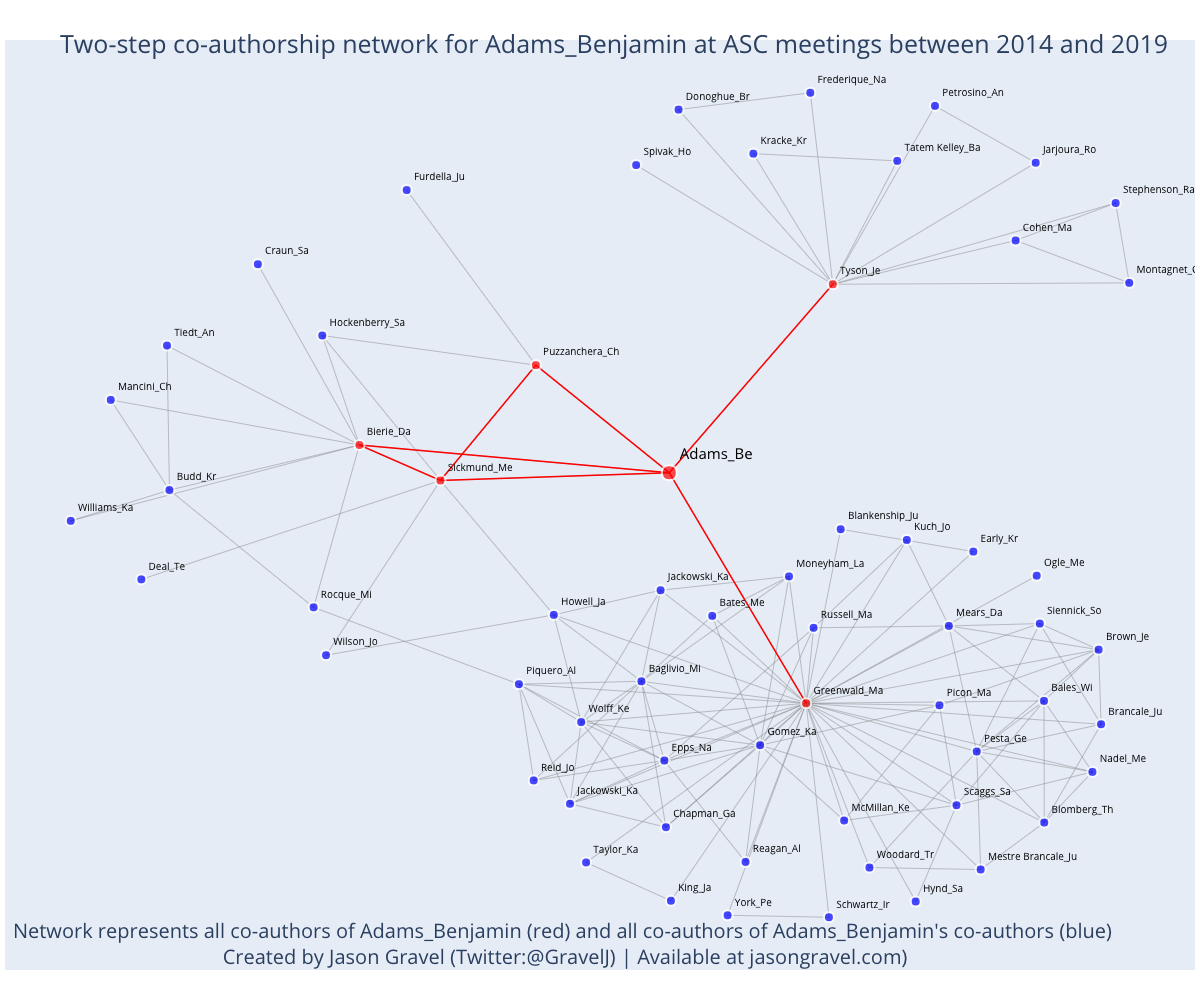 Two-step co-authorship network for Adams_Benjamin at ASC meetings between 2014 and 2019
Frederique_Na
Donoghue_Br
Petrosino_An
Kracke_Kr
Tatem Kelley_Ba
Spivak_Ho
Jarjoura_Ro
Furdella_Ju
Stephenson_Ra
Cohen_Ma
Craun_Sa
Tyson_Je
Montagnet_C
Hockenberry_Sa
Tiedt_An
Puzzanchera_Ch
Mancini_Ch
Bierie_Da
Adams_Be
Sickmund_Me
Budd_Kr
Williams_Ka
Blankenship_Ju
Kuch_Jo
Early_Kr
Deal_Te
Moneyham_La
Ogle_Me
Jackowski_Ka
Rocque_Mi
Howell_Ja
Bates_Me
Russell_Ma
Mears_Da
Siennick_So
Brown_Je
Wilson_Jo
Piquero_Al
Baglivio_Mi
Greenwald_Ma
Picon_Ma
Bales_Wi
Wolff_Ke
Brancale_Ju
Gomez_Ka
Pesta_Ge
Epps_Na
Nadel_Me
Reid_Jo
Jackowski_Ka
Scaggs_Sa
McMillan_Ke
Blomberg_Th
Chapman_Ga
Taylor_Ka
Reagan_Al
Woodard_Tr
Mestre Brancale_Ju
King_Ja
Hynd_Sa
York_Pe
Schwartz_Ir
Network represents all co-authors of Adams_Benjamin (red) and all co-authors of Adams_Benjamin's co-authors (blue)
Created by Jason Gravel (Twitter:@GravelJ) | Available at jasongravel.com)